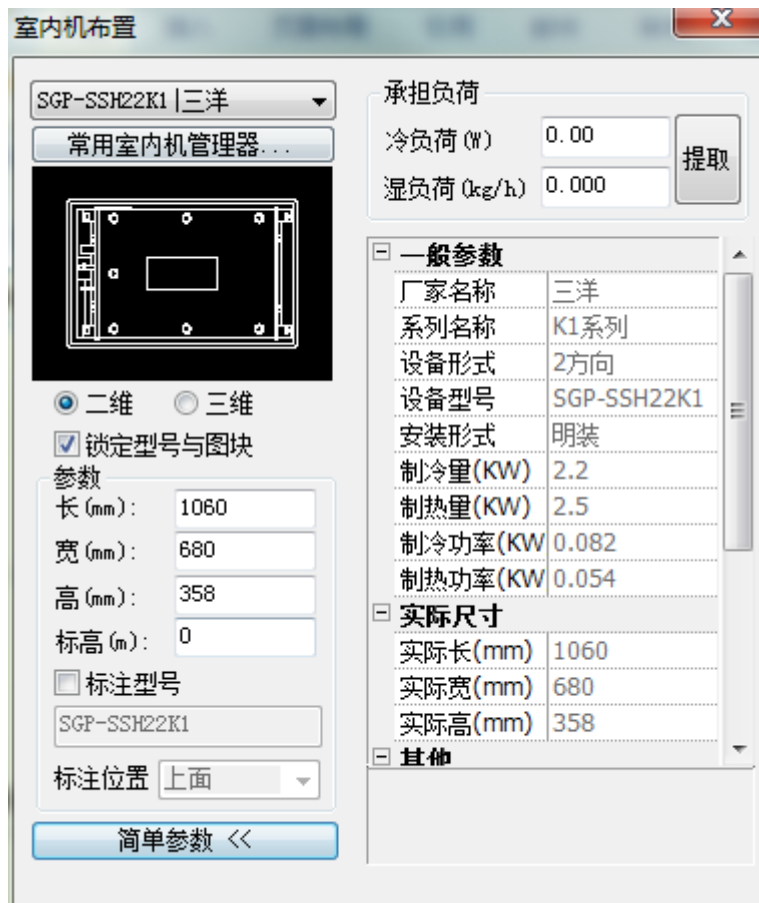 室内机布置
SGP-SSH22K1|三洋
常用室内机管理器...
二维
三维
锁定型号与图块
参数
长(mm): 1060
宽(mm): 680
高(mm): 358
标高(m): 0
标注型号
SGP-SSH22K1
标注位置 上面
简单参数 <<
承担负荷
冷负荷(W) 0.00
湿负荷(kg/h) 0.000
提取
一般参数
厂家名称 三洋
系列名称 K1系列
设备形式 2方向
设备型号 SGP-SSH22K1
安装形式 明装
制冷量(KW) 2.2
制热量(KW) 2.5
制冷功率(KW 0.082
制热功率(KW 0.054
实际尺寸
实际长(mm) 1060
实际宽(mm) 680
实际高(mm) 358
其他